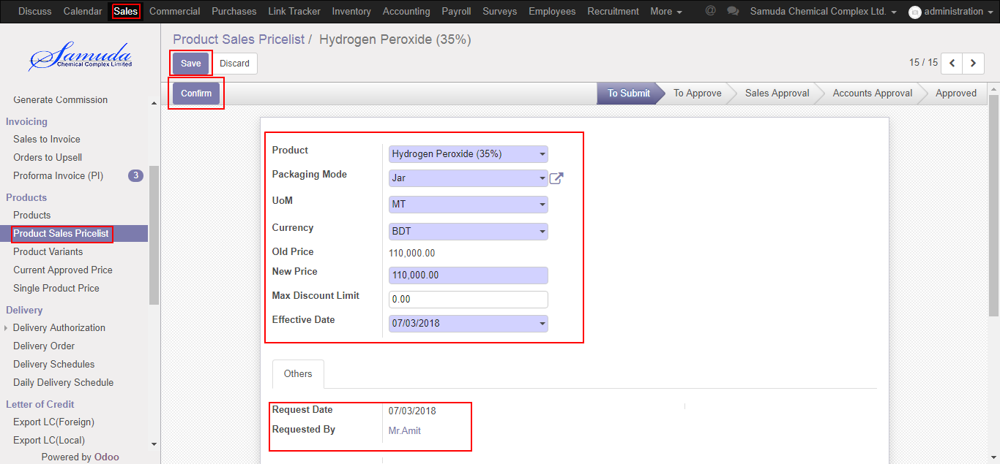 Discuss Calendar Sales Commercial Purchases Link Tracker Inventory Accounting Payroll Surveys Employees Recruitment More @ Samuda Chemical Complex Ltd. administration
Samuda
Chemical Complex Limited
Product Sales Pricelist / Hydrogen Peroxide (35%)
Save Discard
15 / 15
Confirm
To Submit To Approve Sales Approval Accounts Approval Approved
Generate Commission
Invoicing
Sales to Invoice
Orders to Upsell
Proforma Invoice (PI) 3
Products
Products
Product Sales Pricelist
Product Variants
Current Approved Price
Single Product Price
Delivery
Delivery Authorization
Delivery Order
Delivery Schedules
Daily Delivery Schedule
Letter of Credit
Export LC(Foreign)
Export LC(Local)
Powered by Odoo
Product Hydrogen Peroxide (35%)
Packaging Mode Jar
UoM MT
Currency BDT
Old Price 110,000.00
New Price 110,000.00
Max Discount Limit 0.00
Effective Date 07/03/2018
Others
Request Date 07/03/2018
Requested By Mr.Amit